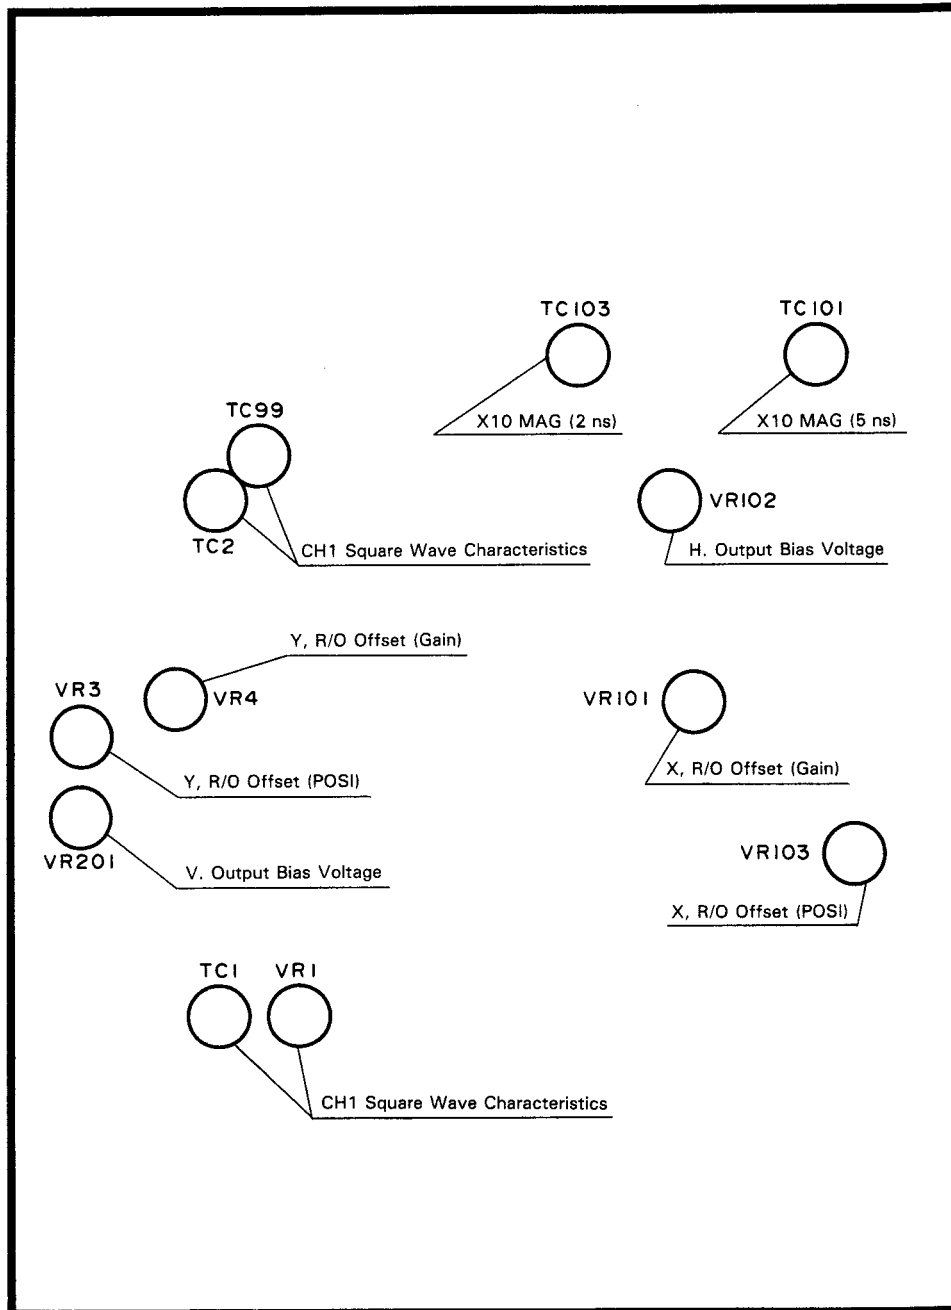 TC103
TC101
X10 MAG (2 ns)
X10 MAG (5 ns)
TC99
TC2
CH1 Square Wave Characteristics
VR102
H. Output Bias Voltage
Y, R/O Offset (Gain)
VR3
VR4
Y, R/O Offset (POSI)
VR101
X, R/O Offset (Gain)
VR201
V. Output Bias Voltage
VR103
X, R/O Offset (POSI)
TC1
VR1
CH1 Square Wave Characteristics